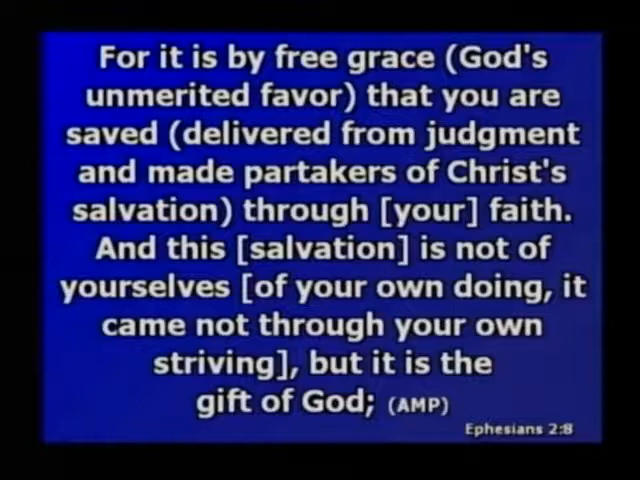 For it is by free grace (God's
unmerited favor) that you are
saved (delivered from judgment
and made partakers of Christ's
salvation) through [your] faith.
And this [salvation] is not of
yourselves [of your own doing, it
came not through your own
striving], but it is the
gift of God; (AMP)
Ephesians 2:8